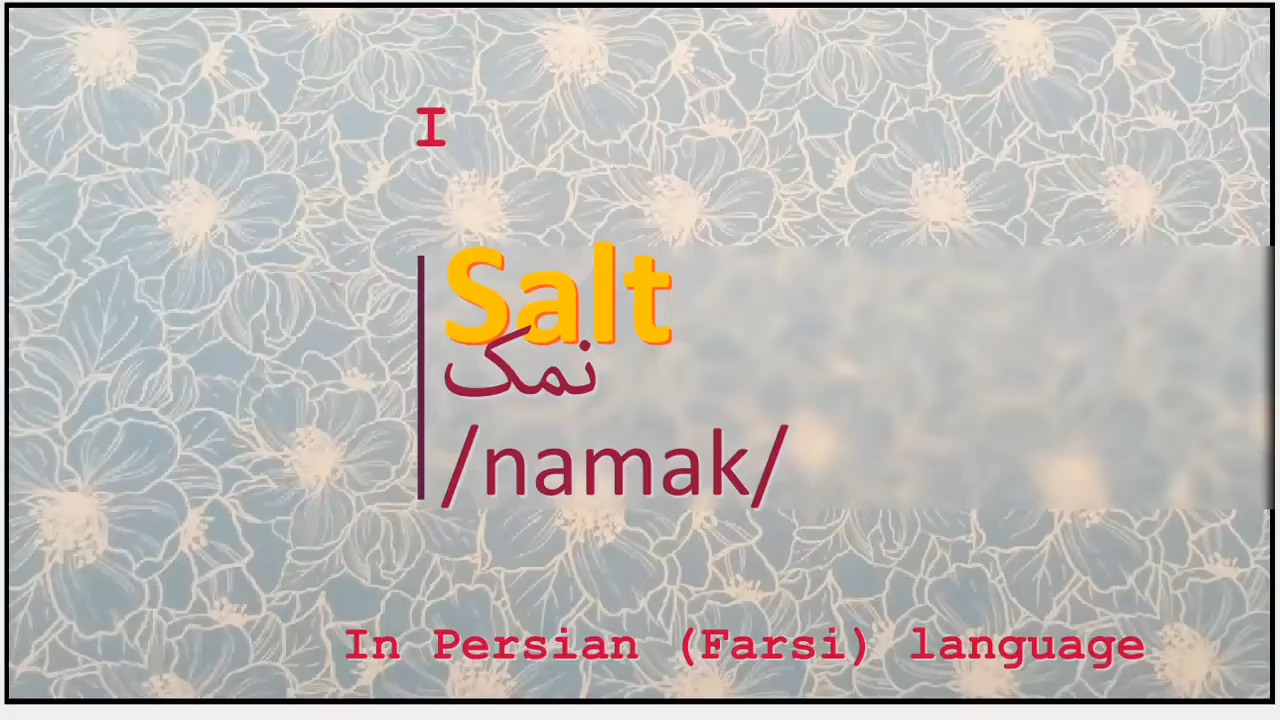 I
Salt
نمک
/namak/
In Persian (Farsi) language